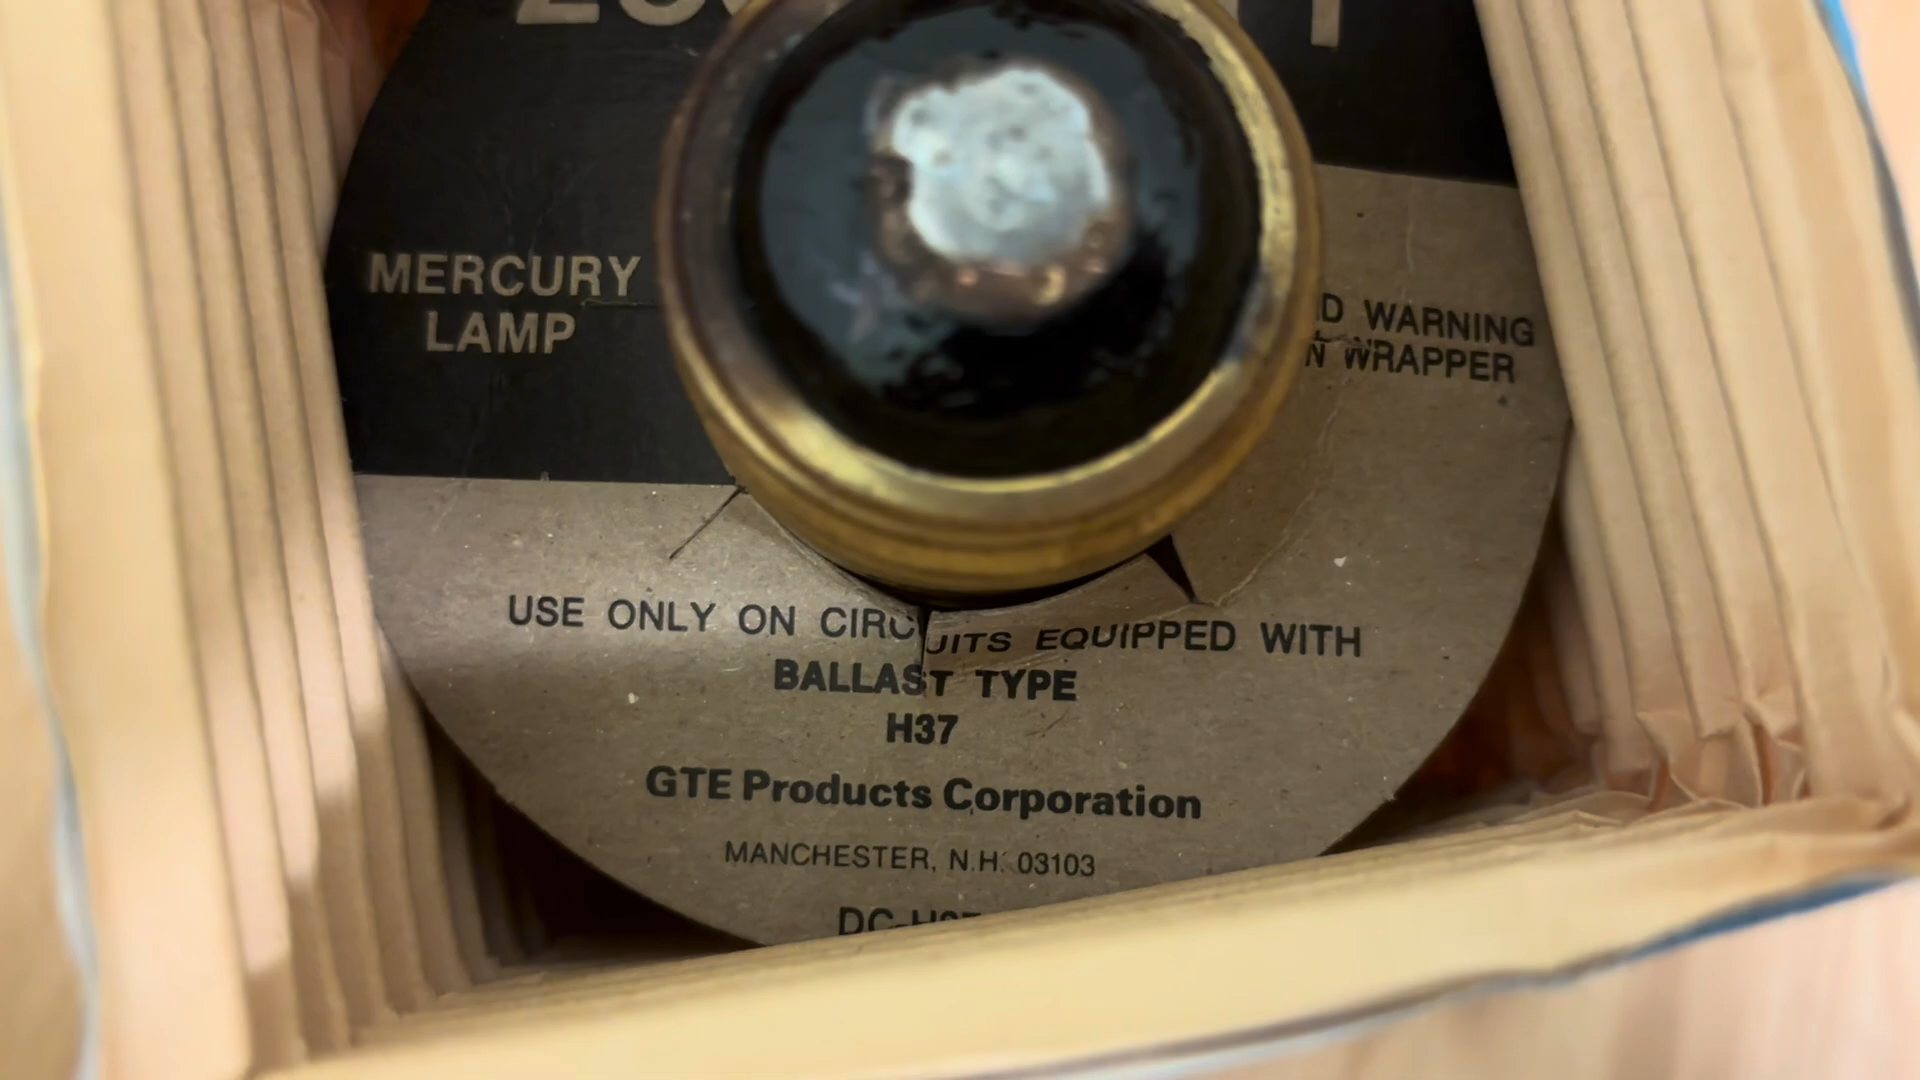 MERCURY
LAMP
WARNING
WRAPPER
USE ONLY ON CIRCUITS EQUIPPED WITH
BALLAST TYPE
H37
GTE Products Corporation
MANCHESTER, N.H. 03103